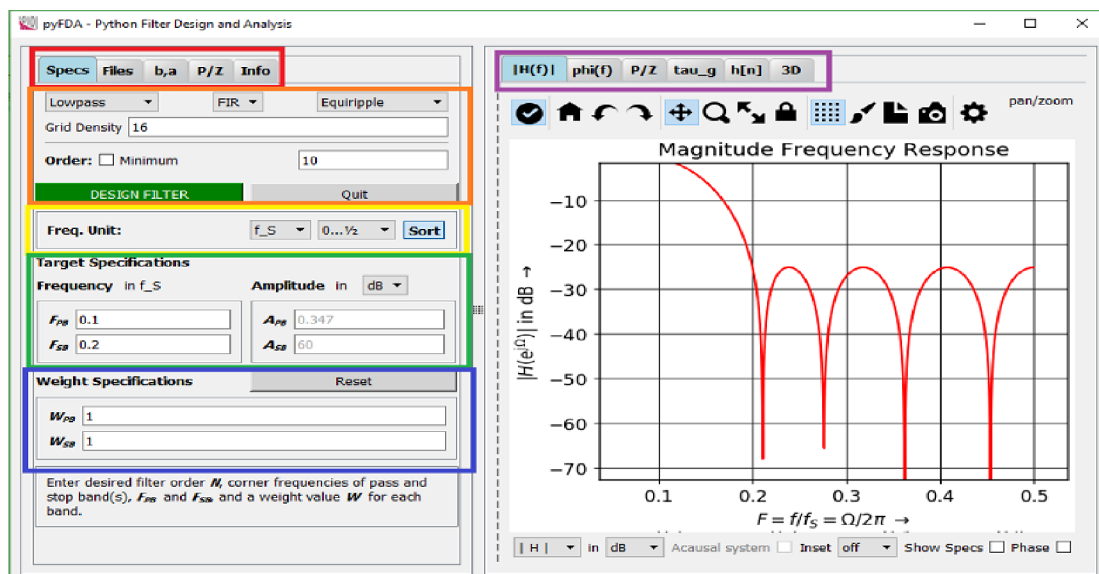 pyFDA - Python Filter Design and Analysis
Specs Files b,a P/Z Info
Lowpass FIR Equiripple
Grid Density 16
Order: Minimum 10
DESIGN FILTER Quit
Freq. Unit: f_S 0...½ Sort
Target Specifications
Frequency in f_S Amplitude in dB
F_PB 0.1 A_PB 0.347
F_SB 0.2 A_SB 60
Weight Specifications Reset
W_PB 1
W_SB 1
Enter desired filter order N, corner frequencies of pass and
stop band(s), F_PB and F_SB, and a weight value W for each
band.
|H(f)| phi(f) P/Z tau_g h[n] 3D
pan/zoom
Magnitude Frequency Response
−10
−20
−30
−40
−50
−60
−70
|H(e^jΩ)| in dB →
0.1 0.2 0.3 0.4 0.5
F = f/f_S = Ω/2π →
| H | in dB Acausal system Inset off Show Specs Phase